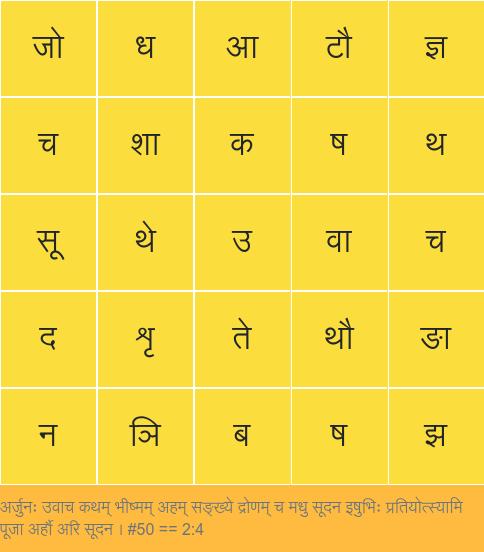 जो ध आ टौ ज्ञ
च शा क ष थ
सू थे उ वा च
द शृ ते थौ ङा
न ञि ब ष झ
अर्जुनः उवाच कथम् भीष्मम् अहम् सङ्ख्ये द्रोणम् च मधु सूदन इषुभिः प्रतियोत्स्यामि
पूजा अर्हौ अरि सूदन । #50 == 2:4